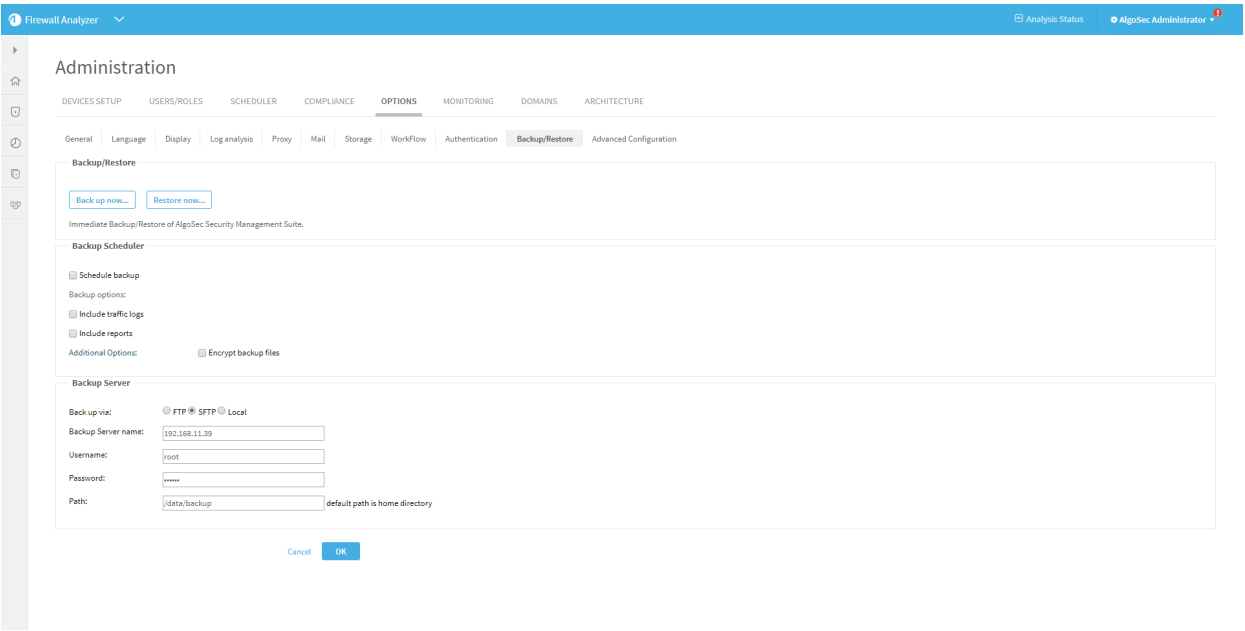 Firewall Analyzer
Analysis Status
AlgoSec Administrator
!
Administration
DEVICES SETUP USERS/ROLES SCHEDULER COMPLIANCE OPTIONS MONITORING DOMAINS ARCHITECTURE
General Language Display Log analysis Proxy Mail Storage WorkFlow Authentication Backup/Restore Advanced Configuration
Backup/Restore
Back up now... Restore now...
Immediate Backup/Restore of AlgoSec Security Management Suite.
Backup Scheduler
Schedule backup
Backup options:
Include traffic logs
Include reports
Additional Options: Encrypt backup files
Backup Server
Back up via: FTP SFTP Local
Backup Server name: 192.168.11.39
Username: root
Password: ••••••
Path: /data/backup default path is home directory
Cancel OK